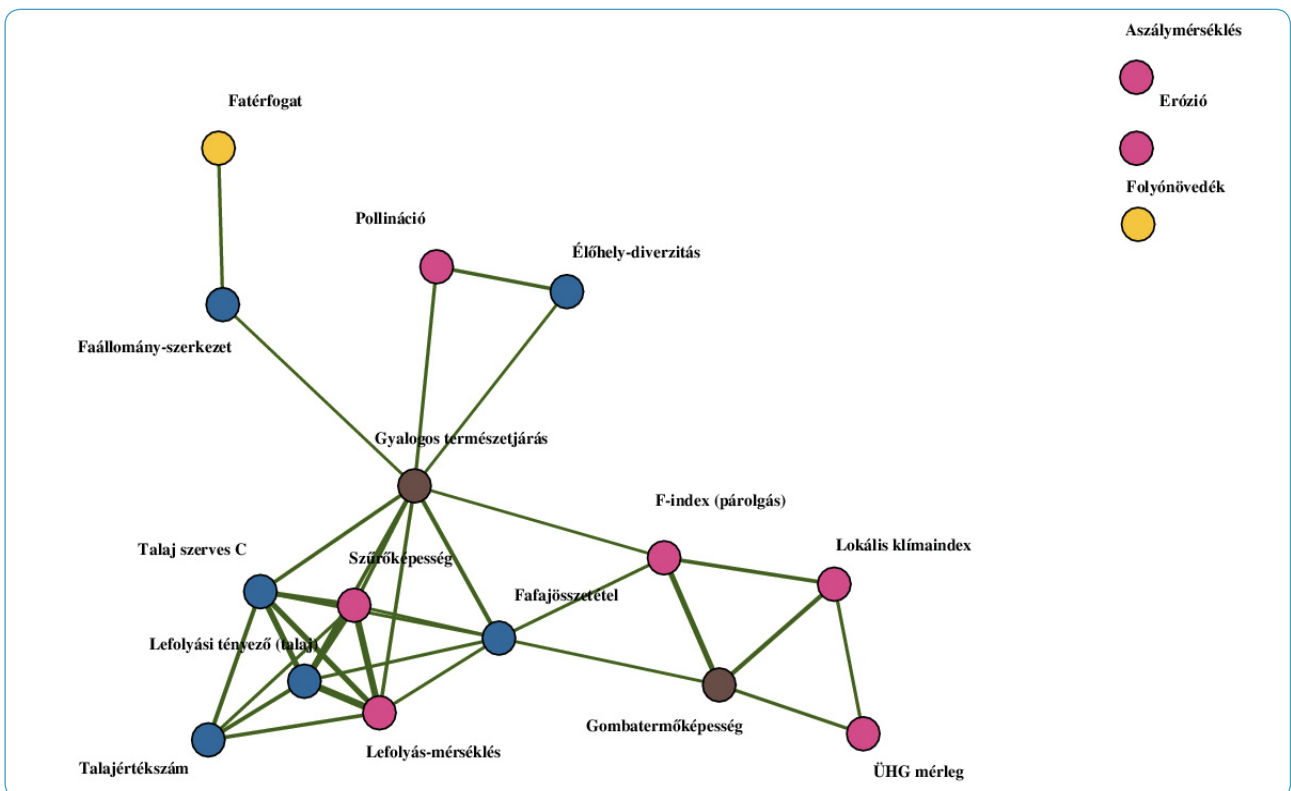 Aszálymérséklés
Fatérfogat
Erózió
Folyónövedék
Pollináció
Élőhely-diverzitás
Faállomány-szerkezet
Gyalogos természetjárás
F-index (párolgás)
Talaj szerves C
Szűrőképesség
Lokális klímaindex
Fafajösszetétel
Lefolyási tényező (talaj)
Gombatermőképesség
Lefolyás-mérséklés
Talajértékszám
ÜHG mérleg